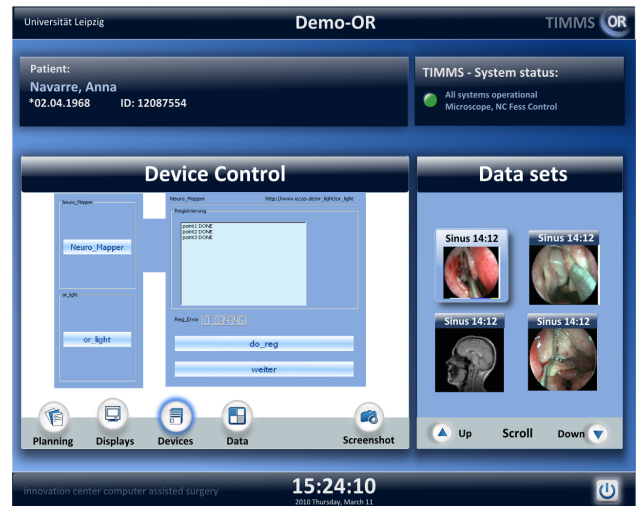 Universität Leipzig
Demo-OR
TIMMS OR
Patient:
Navarre, Anna
*02.04.1968 ID: 12087554
TIMMS - System status:
All systems operational
Microscope, NC Fess Control
Device Control
Data sets
Neuro_Mapper
Neuro_Mapper
or_light
or_light
Neuro_Mapper http://www.iccas.de/or_light/or_light
Registrierung
point1 DONE
point2 DONE
point3 DONE
Reg_Error
do_reg
weiter
Sinus 14:12
Sinus 14:12
Sinus 14:12
Sinus 14:12
Planning
Displays
Devices
Data
Screenshot
Up
Scroll
Down
innovation center computer assisted surgery
15:24:10
2010 Thursday, March 11